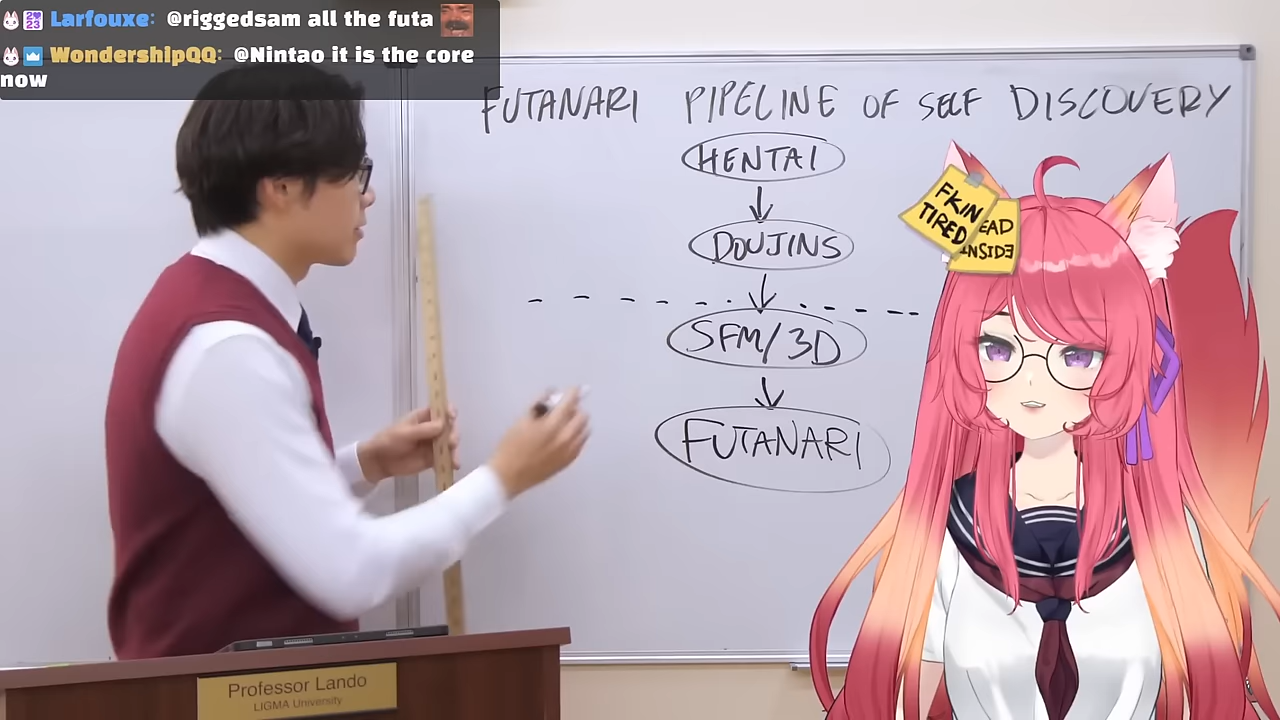 Larfouxe: @riggedsam all the futa
WondershipQQ: @Nintao it is the core
now
FUTANARI PIPELINE OF SELF DISCOVERY
HENTAI
DOUJINS
SFM/3D
FUTANARI
FKIN
TIRED
EAD
INSIDE
Professor Lando
LIGMA University